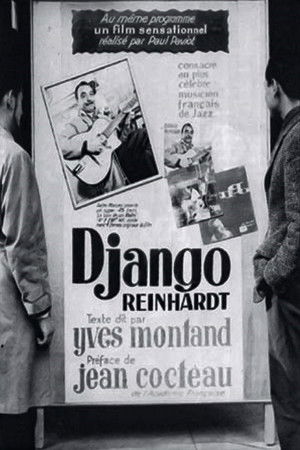 Au même programme
un film sensationnel
réalisé par Paul Paviot
consacré
au plus
célèbre
musicien
français
de Jazz
Django
REINHARDT
Texte dit par
yves montand
Préface de
jean cocteau
de l'Académie Française